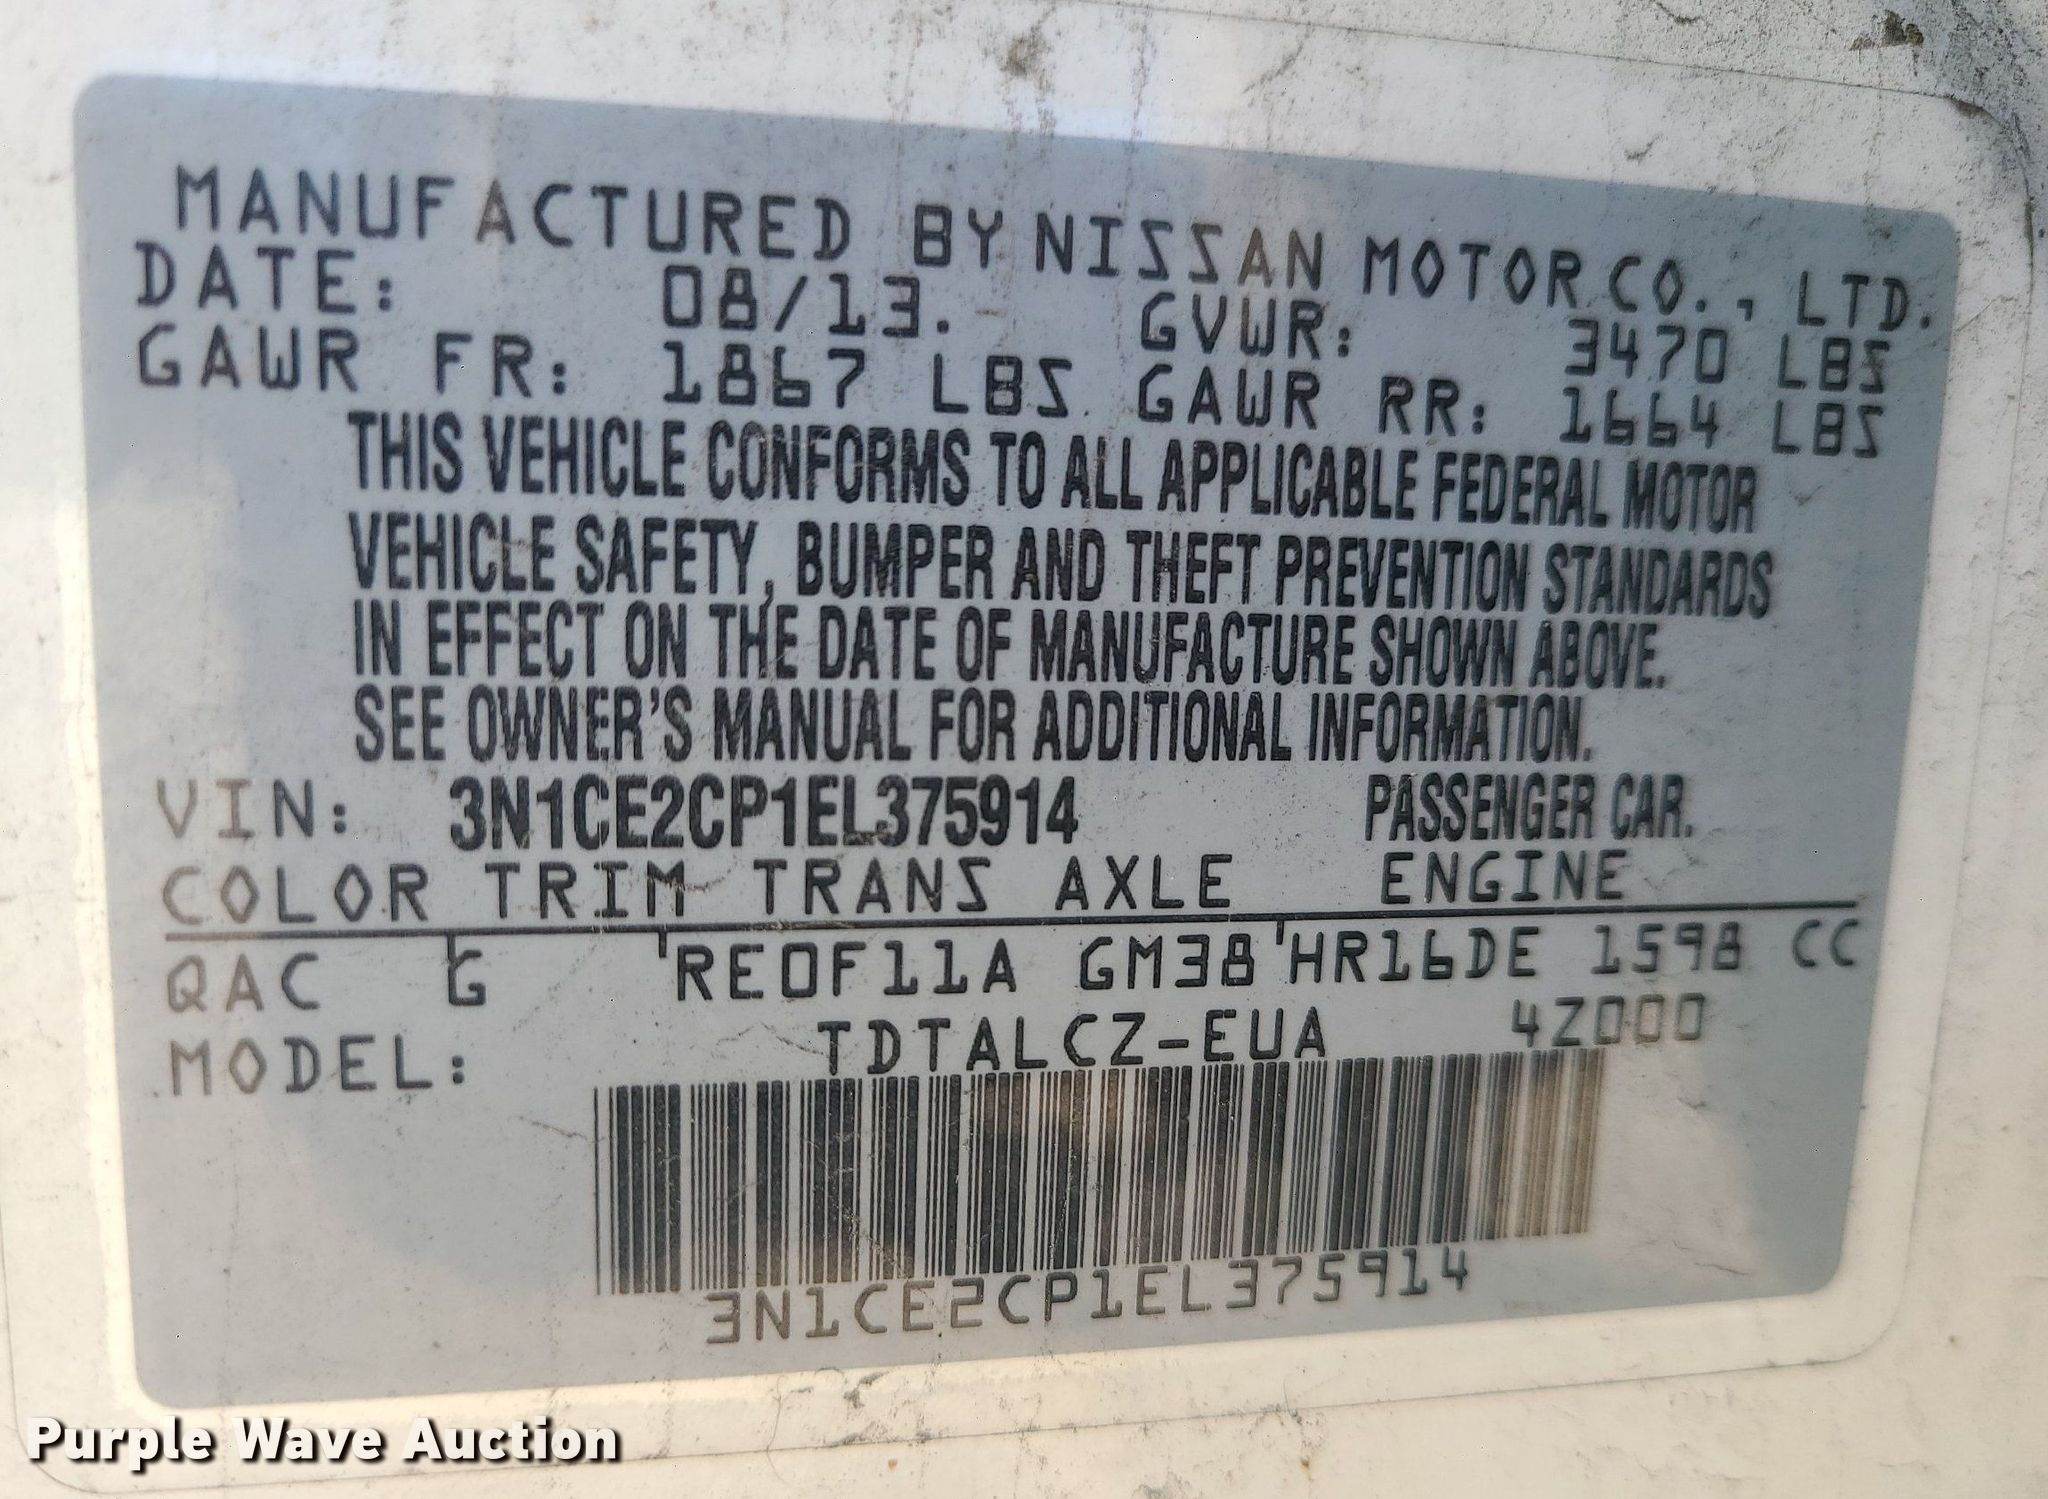 MANUFACTURED BY NISSAN MOTOR CO., LTD.
DATE: 08/13. GVWR: 3470 LBS
GAWR FR: 1867 LBS. GAWR RR: 1664 LBS
THIS VEHICLE CONFORMS TO ALL APPLICABLE FEDERAL MOTOR
VEHICLE SAFETY, BUMPER AND THEFT PREVENTION STANDARDS
IN EFFECT ON THE DATE OF MANUFACTURE SHOWN ABOVE.
SEE OWNER'S MANUAL FOR ADDITIONAL INFORMATION.
VIN: 3N1CE2CP1EL375914 PASSENGER CAR.
COLOR TRIM TRANS AXLE ENGINE
QAC G RE0F11A GM38 HR16DE 1598 CC
MODEL: TDTALCZ-EUA 4Z000
3N1CE2CP1EL375914
Purple Wave Auction